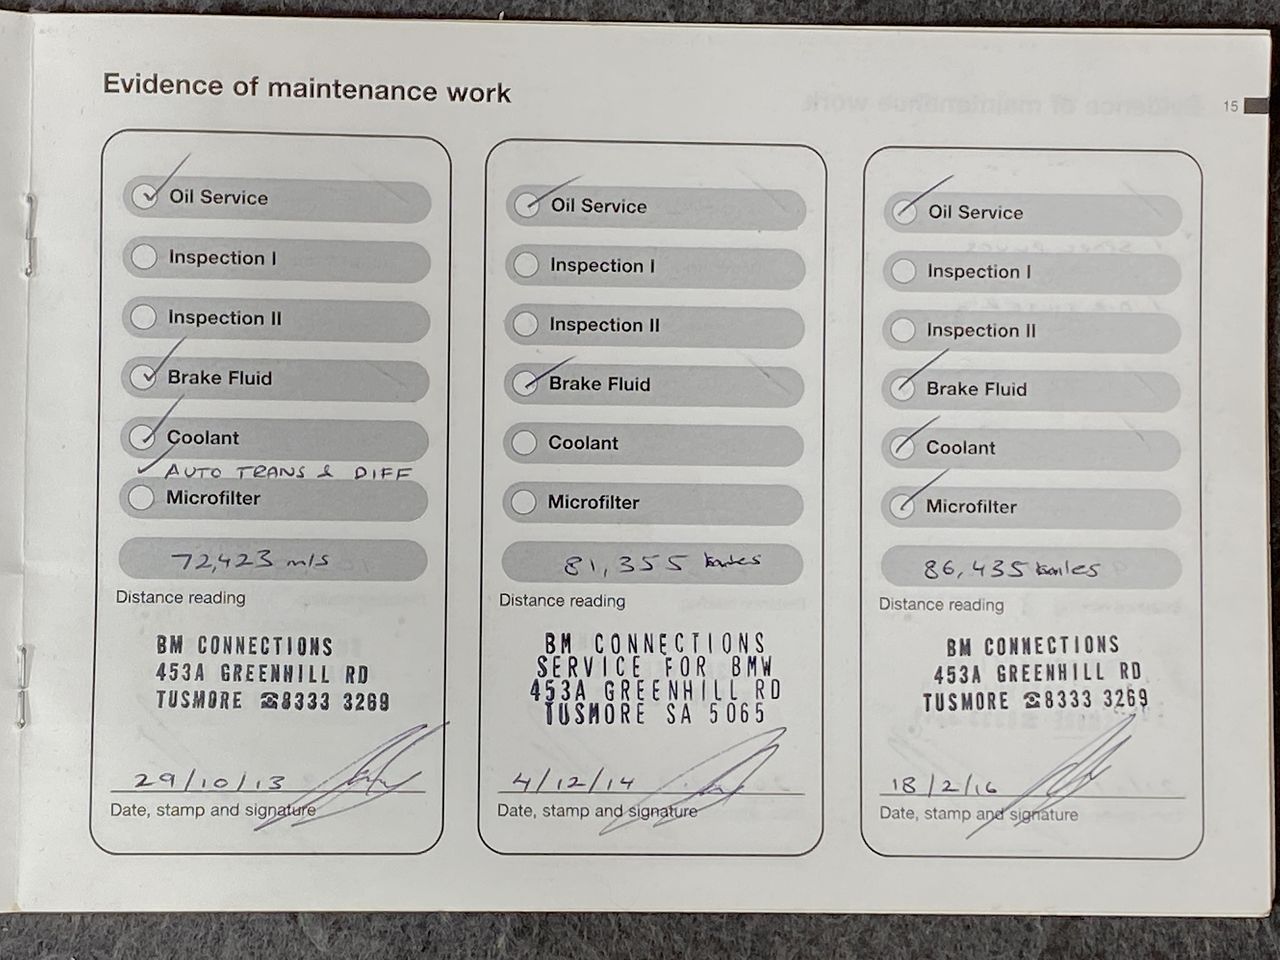 Evidence of maintenance work
15
Oil Service
Inspection I
Inspection II
Brake Fluid
Coolant
AUTO TRANS & DIFF
Microfilter
72,423 mls
Distance reading
BM CONNECTIONS
453A GREENHILL RD
TUSMORE ☎8333 3269
29/10/13
Date, stamp and signature
Oil Service
Inspection I
Inspection II
Brake Fluid
Coolant
Microfilter
81,355 miles
Distance reading
BM CONNECTIONS
SERVICE FOR BMW
453A GREENHILL RD
TUSMORE SA 5065
4/12/14
Date, stamp and signature
Oil Service
Inspection I
Inspection II
Brake Fluid
Coolant
Microfilter
86,435 miles
Distance reading
BM CONNECTIONS
453A GREENHILL RD
TUSMORE ☎8333 3269
18/2/16
Date, stamp and signature